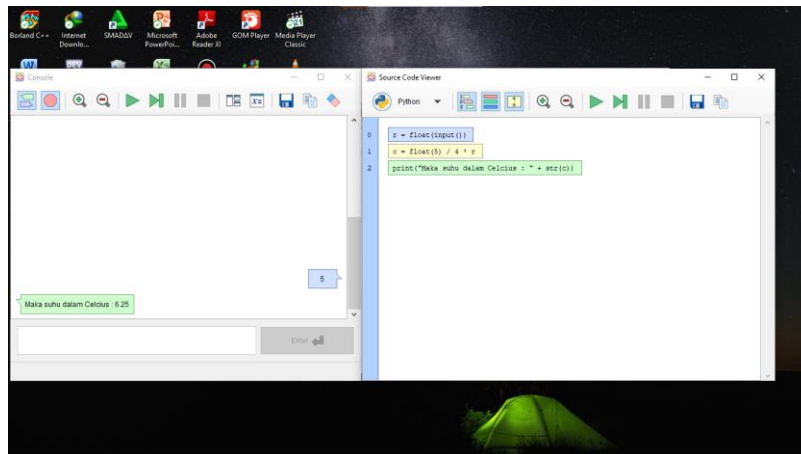 Borland C++
Internet Downlo...
SMADΔV
Microsoft PowerPoi...
Adobe Reader XI
GOM Player
Media Player Classic
Console
Enter
Maka suhu dalam Celcius : 6.25
5
Source Code Viewer
Python
0 r = float(input())
1 c = float(5) / 4 * r
2 print("Maka suhu dalam Celcius : " + str(c))